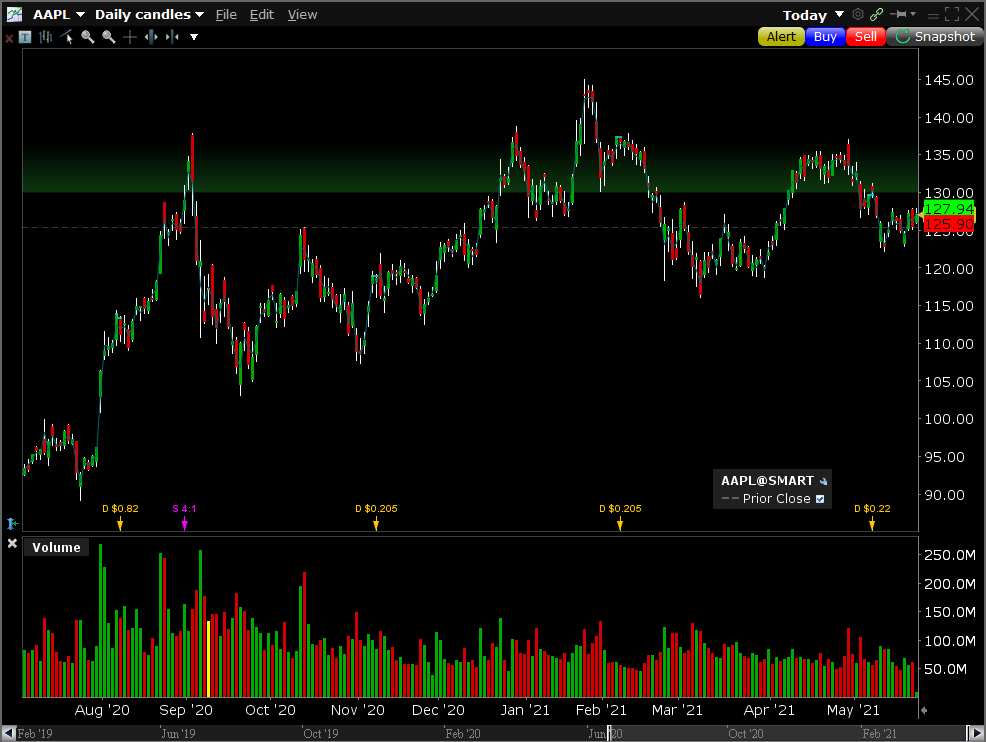 AAPL Daily candles File Edit View Today
T Alert Buy Sell Snapshot
145.00
140.00
135.00
130.00
127.94
125.90
125.00
120.00
115.00
110.00
105.00
100.00
95.00
90.00
AAPL@SMART
Prior Close
D $0.82 S 4:1 D $0.205 D $0.205 D $0.22
Volume
250.0M
200.0M
150.0M
100.0M
50.0M
Aug '20 Sep '20 Oct '20 Nov '20 Dec '20 Jan '21 Feb '21 Mar '21 Apr '21 May '21
Feb '19 Jun '19 Oct '19 Feb '20 Jun '20 Oct '20 Feb '21